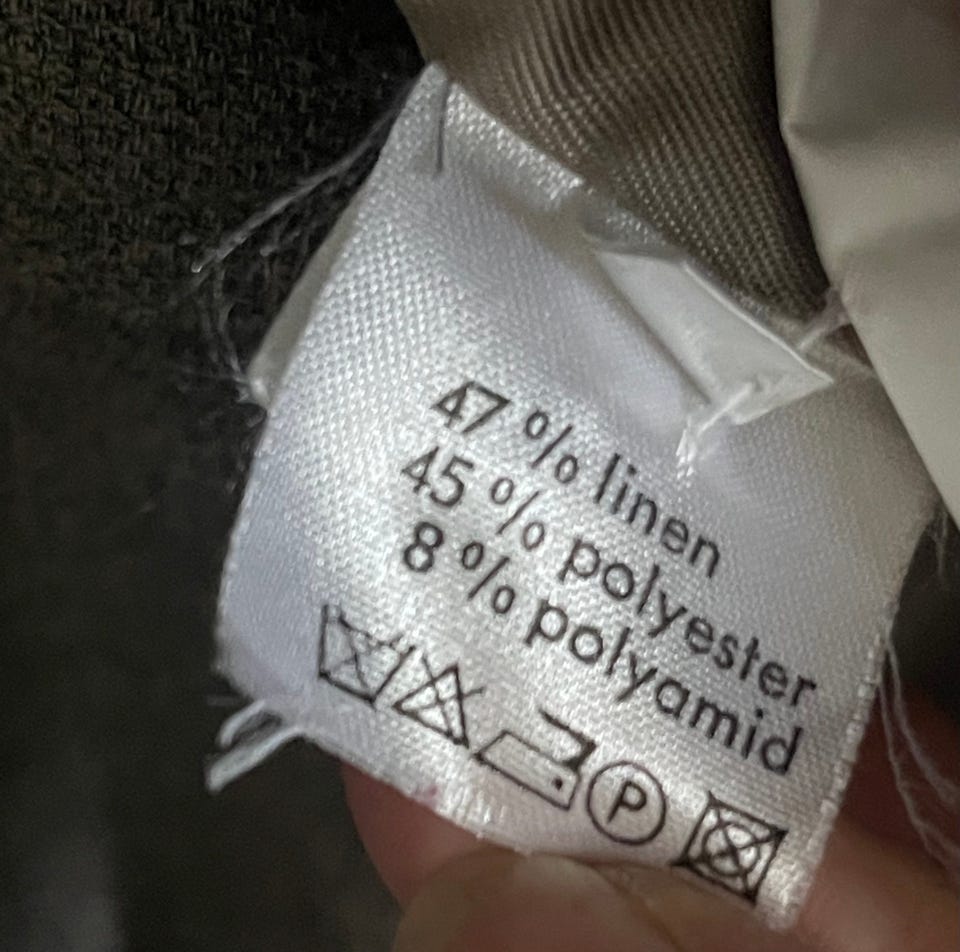 47 % linen
45 % polyester
8 % polyamid
P